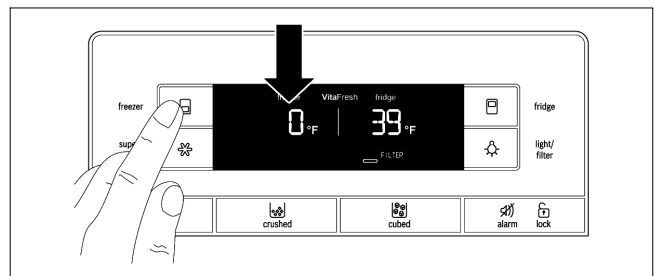 VitaFresh fridge
freezer 0 °F 39 °F fridge
FILTER light/
filter
crushed cubed alarm lock